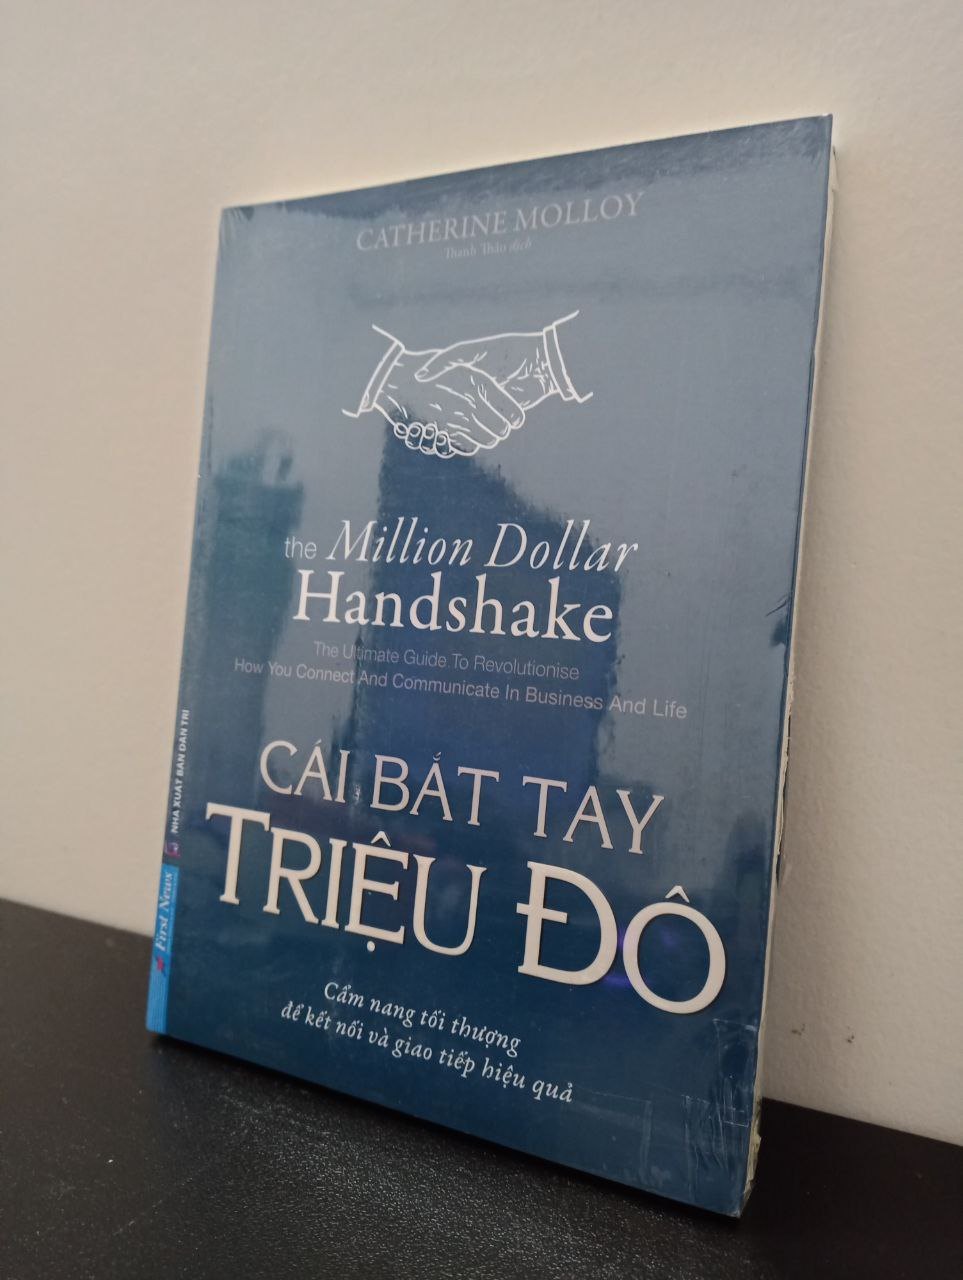 CATHERINE MOLLOY
Thanh Thảo dịch
the Million Dollar
Handshake
The Ultimate Guide To Revolutionise
How You Connect And Communicate In Business And Life
CÁI BẮT TAY
TRIỆU ĐÔ
Cẩm nang tối thượng
để kết nối và giao tiếp hiệu quả
NHÀ XUẤT BẢN DÂN TRÍ
First News